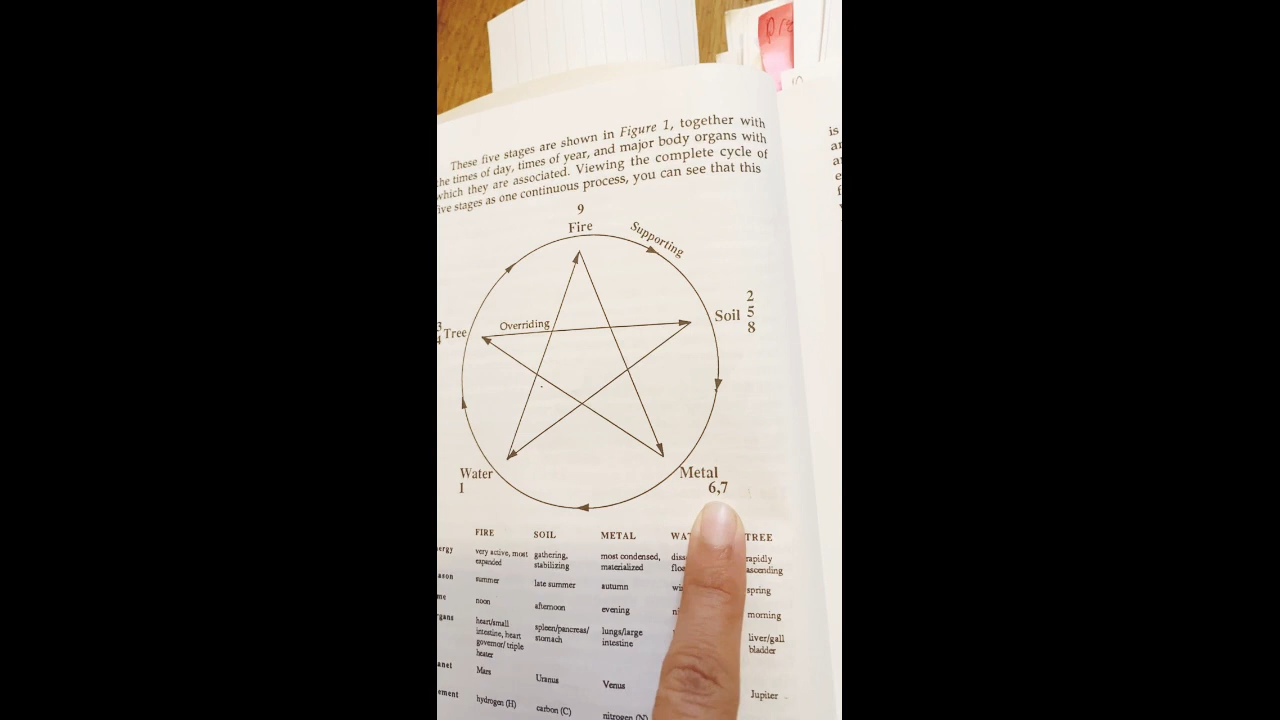 These five stages are shown in Figure 1, together with
the times of day, times of year, and major body organs with
which they are associated. Viewing the complete cycle of
five stages as one continuous process, you can see that this
9
Fire
Supporting
2
Soil 5
8
Overriding
3
Tree
4
Water
1
Metal
6,7
FIRE SOIL METAL TREE
very active, most gathering, most condensed, rapidly
expanded stabilizing materialized ascending
summer late summer autumn spring
noon afternoon evening morning
heart/small spleen/pancreas/ lungs/large liver/gall
intestine, heart stomach intestine bladder
governor/triple
heater
Mars Uranus Venus Jupiter
hydrogen (H) carbon (C) nitrogen (N)
is